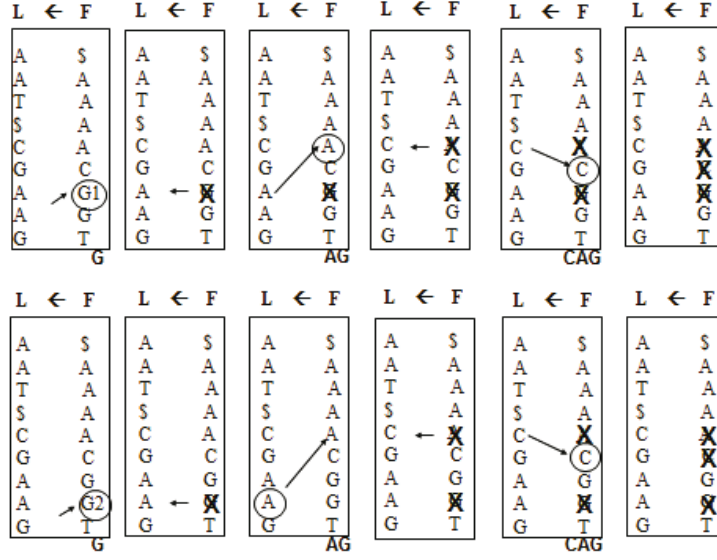 L ← F L ← F L ← F L ← F L ← F L ← F
A $ A $ A $ A $ A $ A $
A A A A A A A A A A A A
T A T A T A T A T A T A
$ A $ A $ A $ A $ A $ A
C A C A C A C X C X C X
G C G C G C G C G C G X
A G1 A X A X A X A X A X
A G A G A G A G A G A G
G T G T G T G T G T G T
G AG CAG
L ← F L ← F L ← F L ← F L ← F L ← F
A $ A $ A $ A $ A $ A $
A A A A A A A A A A A A
T A T A T A T A T A T A
$ A $ A $ A $ A $ A $ A
C A C A C A C X C X C X
G C G C G C G C G C G X
A G A G A G A G A G A G
A G2 A X A G A X A X A X
G T G T G T G T G T G T
G AG CAG